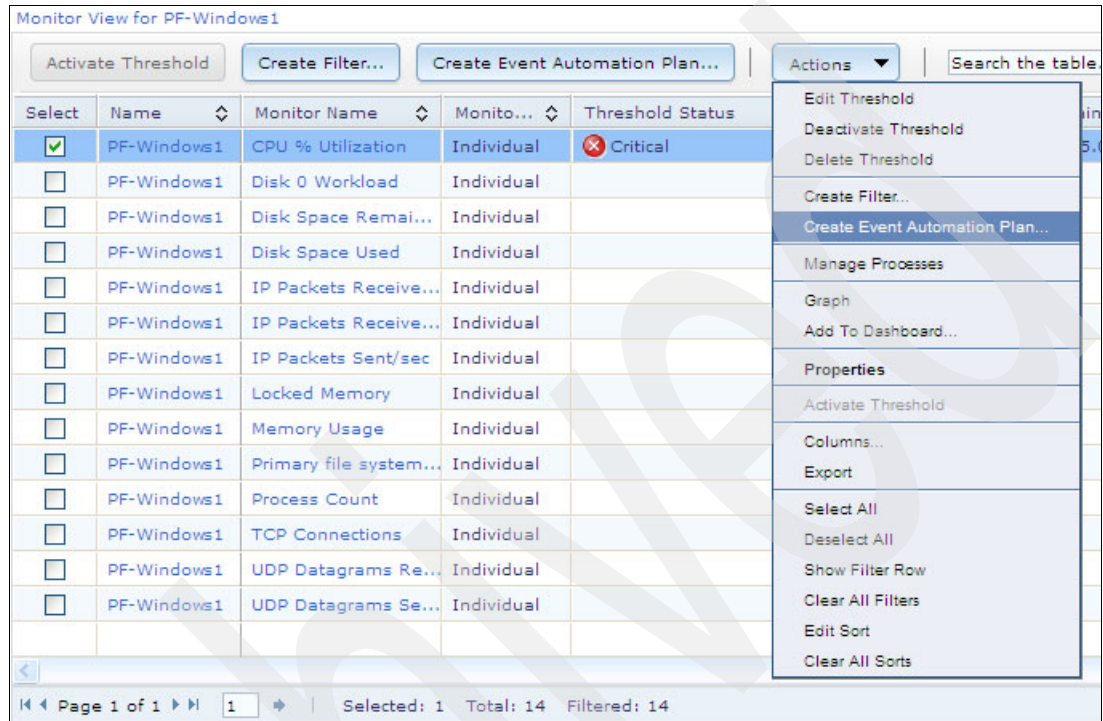 Monitor View for PF-Windows1
Activate Threshold Create Filter... Create Event Automation Plan... Actions Search the table.
Select Name Monitor Name Monito... Threshold Status
PF-Windows1 CPU % Utilization Individual Critical
PF-Windows1 Disk 0 Workload Individual
PF-Windows1 Disk Space Remai... Individual
PF-Windows1 Disk Space Used Individual
PF-Windows1 IP Packets Receive... Individual
PF-Windows1 IP Packets Receive... Individual
PF-Windows1 IP Packets Sent/sec Individual
PF-Windows1 Locked Memory Individual
PF-Windows1 Memory Usage Individual
PF-Windows1 Primary file system... Individual
PF-Windows1 Process Count Individual
PF-Windows1 TCP Connections Individual
PF-Windows1 UDP Datagrams Re... Individual
PF-Windows1 UDP Datagrams Se... Individual
Edit Threshold
Deactivate Threshold
Delete Threshold
Create Filter...
Create Event Automation Plan...
Manage Processes
Graph
Add To Dashboard...
Properties
Activate Threshold
Columns...
Export
Select All
Deselect All
Show Filter Row
Clear All Filters
Edit Sort
Clear All Sorts
Page 1 of 1 1 Selected: 1 Total: 14 Filtered: 14